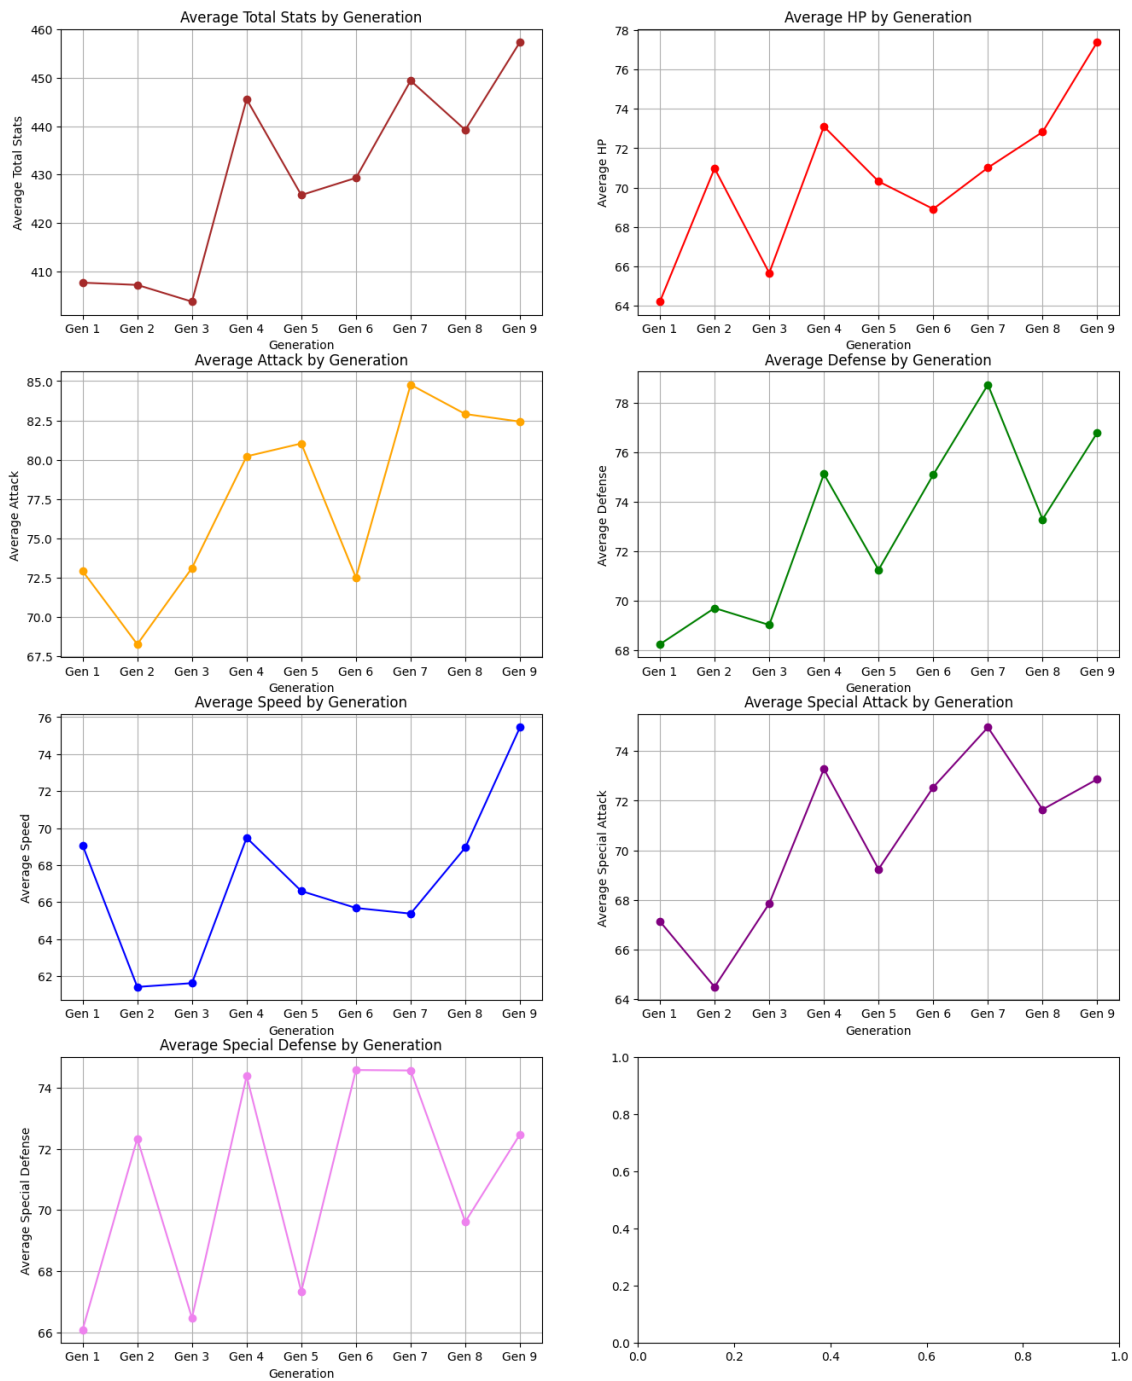 Average Total Stats by Generation
Average Total Stats
460
450
440
430
420
410
Gen 1 Gen 2 Gen 3 Gen 4 Gen 5 Gen 6 Gen 7 Gen 8 Gen 9
Generation
Average HP by Generation
Average HP
78
76
74
72
70
68
66
64
Gen 1 Gen 2 Gen 3 Gen 4 Gen 5 Gen 6 Gen 7 Gen 8 Gen 9
Generation
Average Attack by Generation
Average Attack
85.0
82.5
80.0
77.5
75.0
72.5
70.0
67.5
Gen 1 Gen 2 Gen 3 Gen 4 Gen 5 Gen 6 Gen 7 Gen 8 Gen 9
Generation
Average Defense by Generation
Average Defense
78
76
74
72
70
68
Gen 1 Gen 2 Gen 3 Gen 4 Gen 5 Gen 6 Gen 7 Gen 8 Gen 9
Generation
Average Speed by Generation
Average Speed
76
74
72
70
68
66
64
62
Gen 1 Gen 2 Gen 3 Gen 4 Gen 5 Gen 6 Gen 7 Gen 8 Gen 9
Generation
Average Special Attack by Generation
Average Special Attack
74
72
70
68
66
64
Gen 1 Gen 2 Gen 3 Gen 4 Gen 5 Gen 6 Gen 7 Gen 8 Gen 9
Generation
Average Special Defense by Generation
Average Special Defense
74
72
70
68
66
Gen 1 Gen 2 Gen 3 Gen 4 Gen 5 Gen 6 Gen 7 Gen 8 Gen 9
Generation
1.0
0.8
0.6
0.4
0.2
0.0
0.0 0.2 0.4 0.6 0.8 1.0